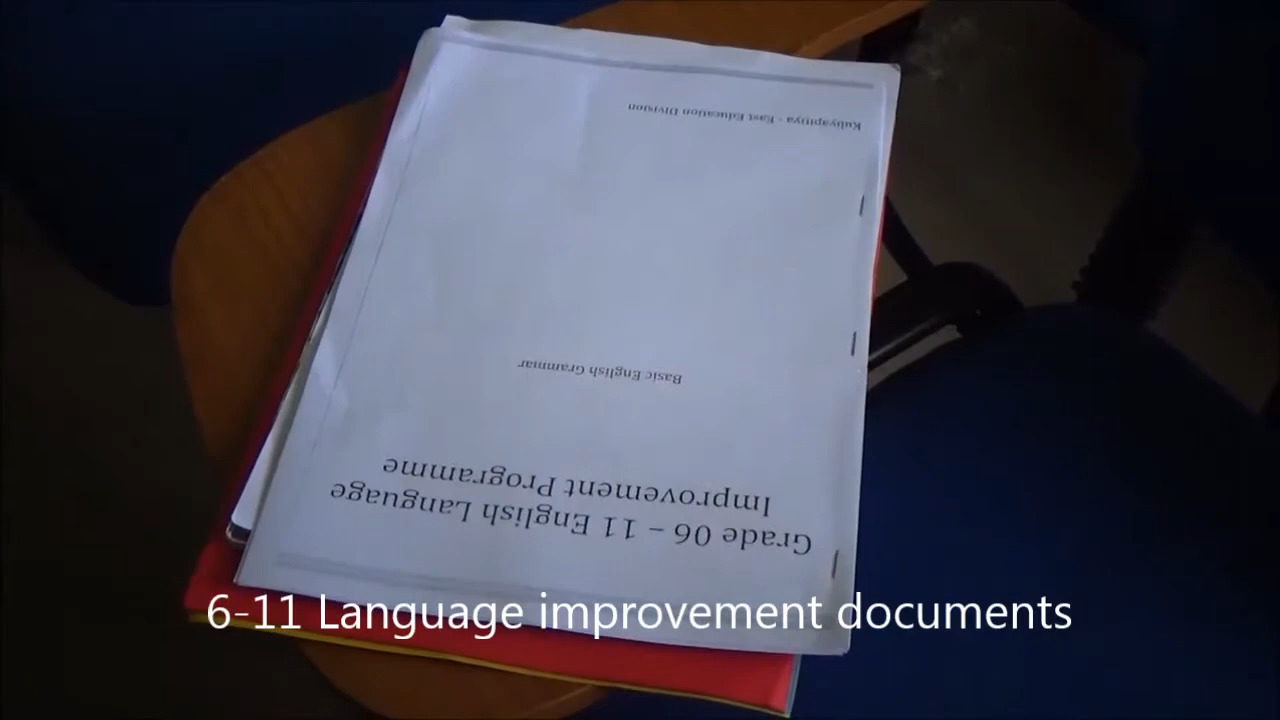 Grade 06 – 11 English Language
Improvement Programme
Basic English Grammar
Kuliyapitiya - East Education Division
6-11 Language improvement documents